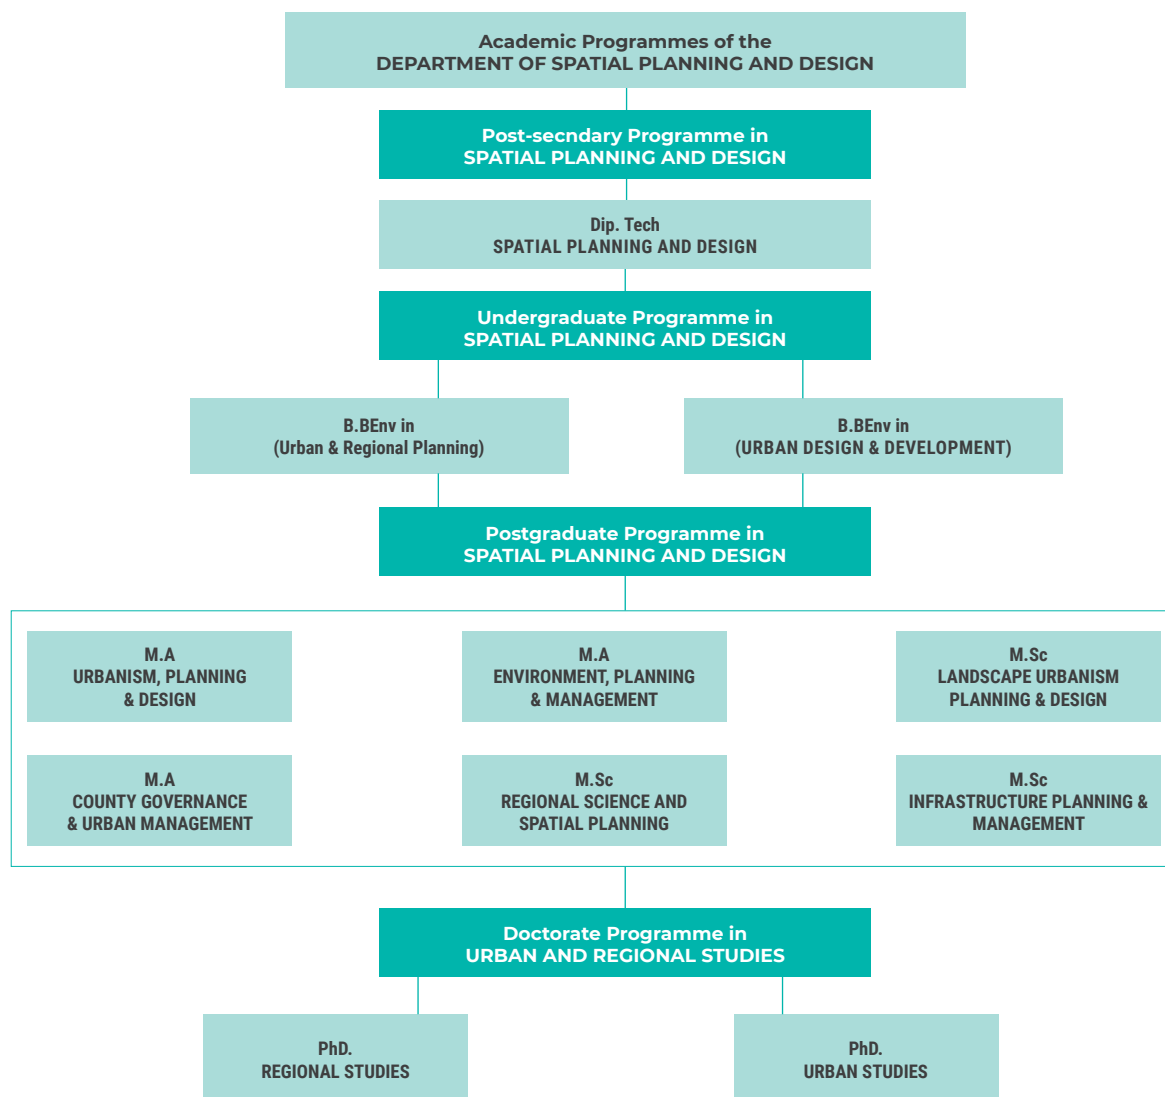 Academic Programmes of the
DEPARTMENT OF SPATIAL PLANNING AND DESIGN
Post-secndary Programme in
SPATIAL PLANNING AND DESIGN
Dip. Tech
SPATIAL PLANNING AND DESIGN
Undergraduate Programme in
SPATIAL PLANNING AND DESIGN
B.BEnv in
(Urban & Regional Planning)
B.BEnv in
(URBAN DESIGN & DEVELOPMENT)
Postgraduate Programme in
SPATIAL PLANNING AND DESIGN
M.A
URBANISM, PLANNING
& DESIGN
M.A
ENVIRONMENT, PLANNING
& MANAGEMENT
M.Sc
LANDSCAPE URBANISM
PLANNING & DESIGN
M.A
COUNTY GOVERNANCE
& URBAN MANAGEMENT
M.Sc
REGIONAL SCIENCE AND
SPATIAL PLANNING
M.Sc
INFRASTRUCTURE PLANNING &
MANAGEMENT
Doctorate Programme in
URBAN AND REGIONAL STUDIES
PhD.
REGIONAL STUDIES
PhD.
URBAN STUDIES